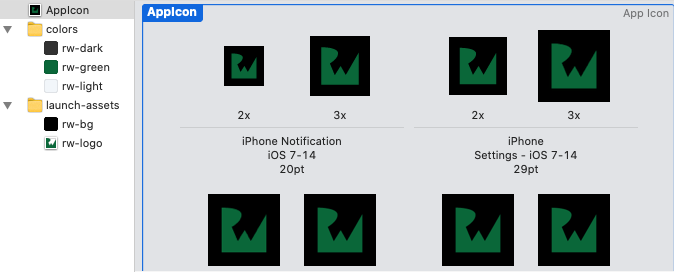 AppIcon
colors
rw-dark
rw-green
rw-light
launch-assets
rw-bg
rw-logo
AppIcon
App Icon
2x
3x
2x
3x
iPhone Notification
iOS 7-14
20pt
iPhone
Settings - iOS 7-14
29pt